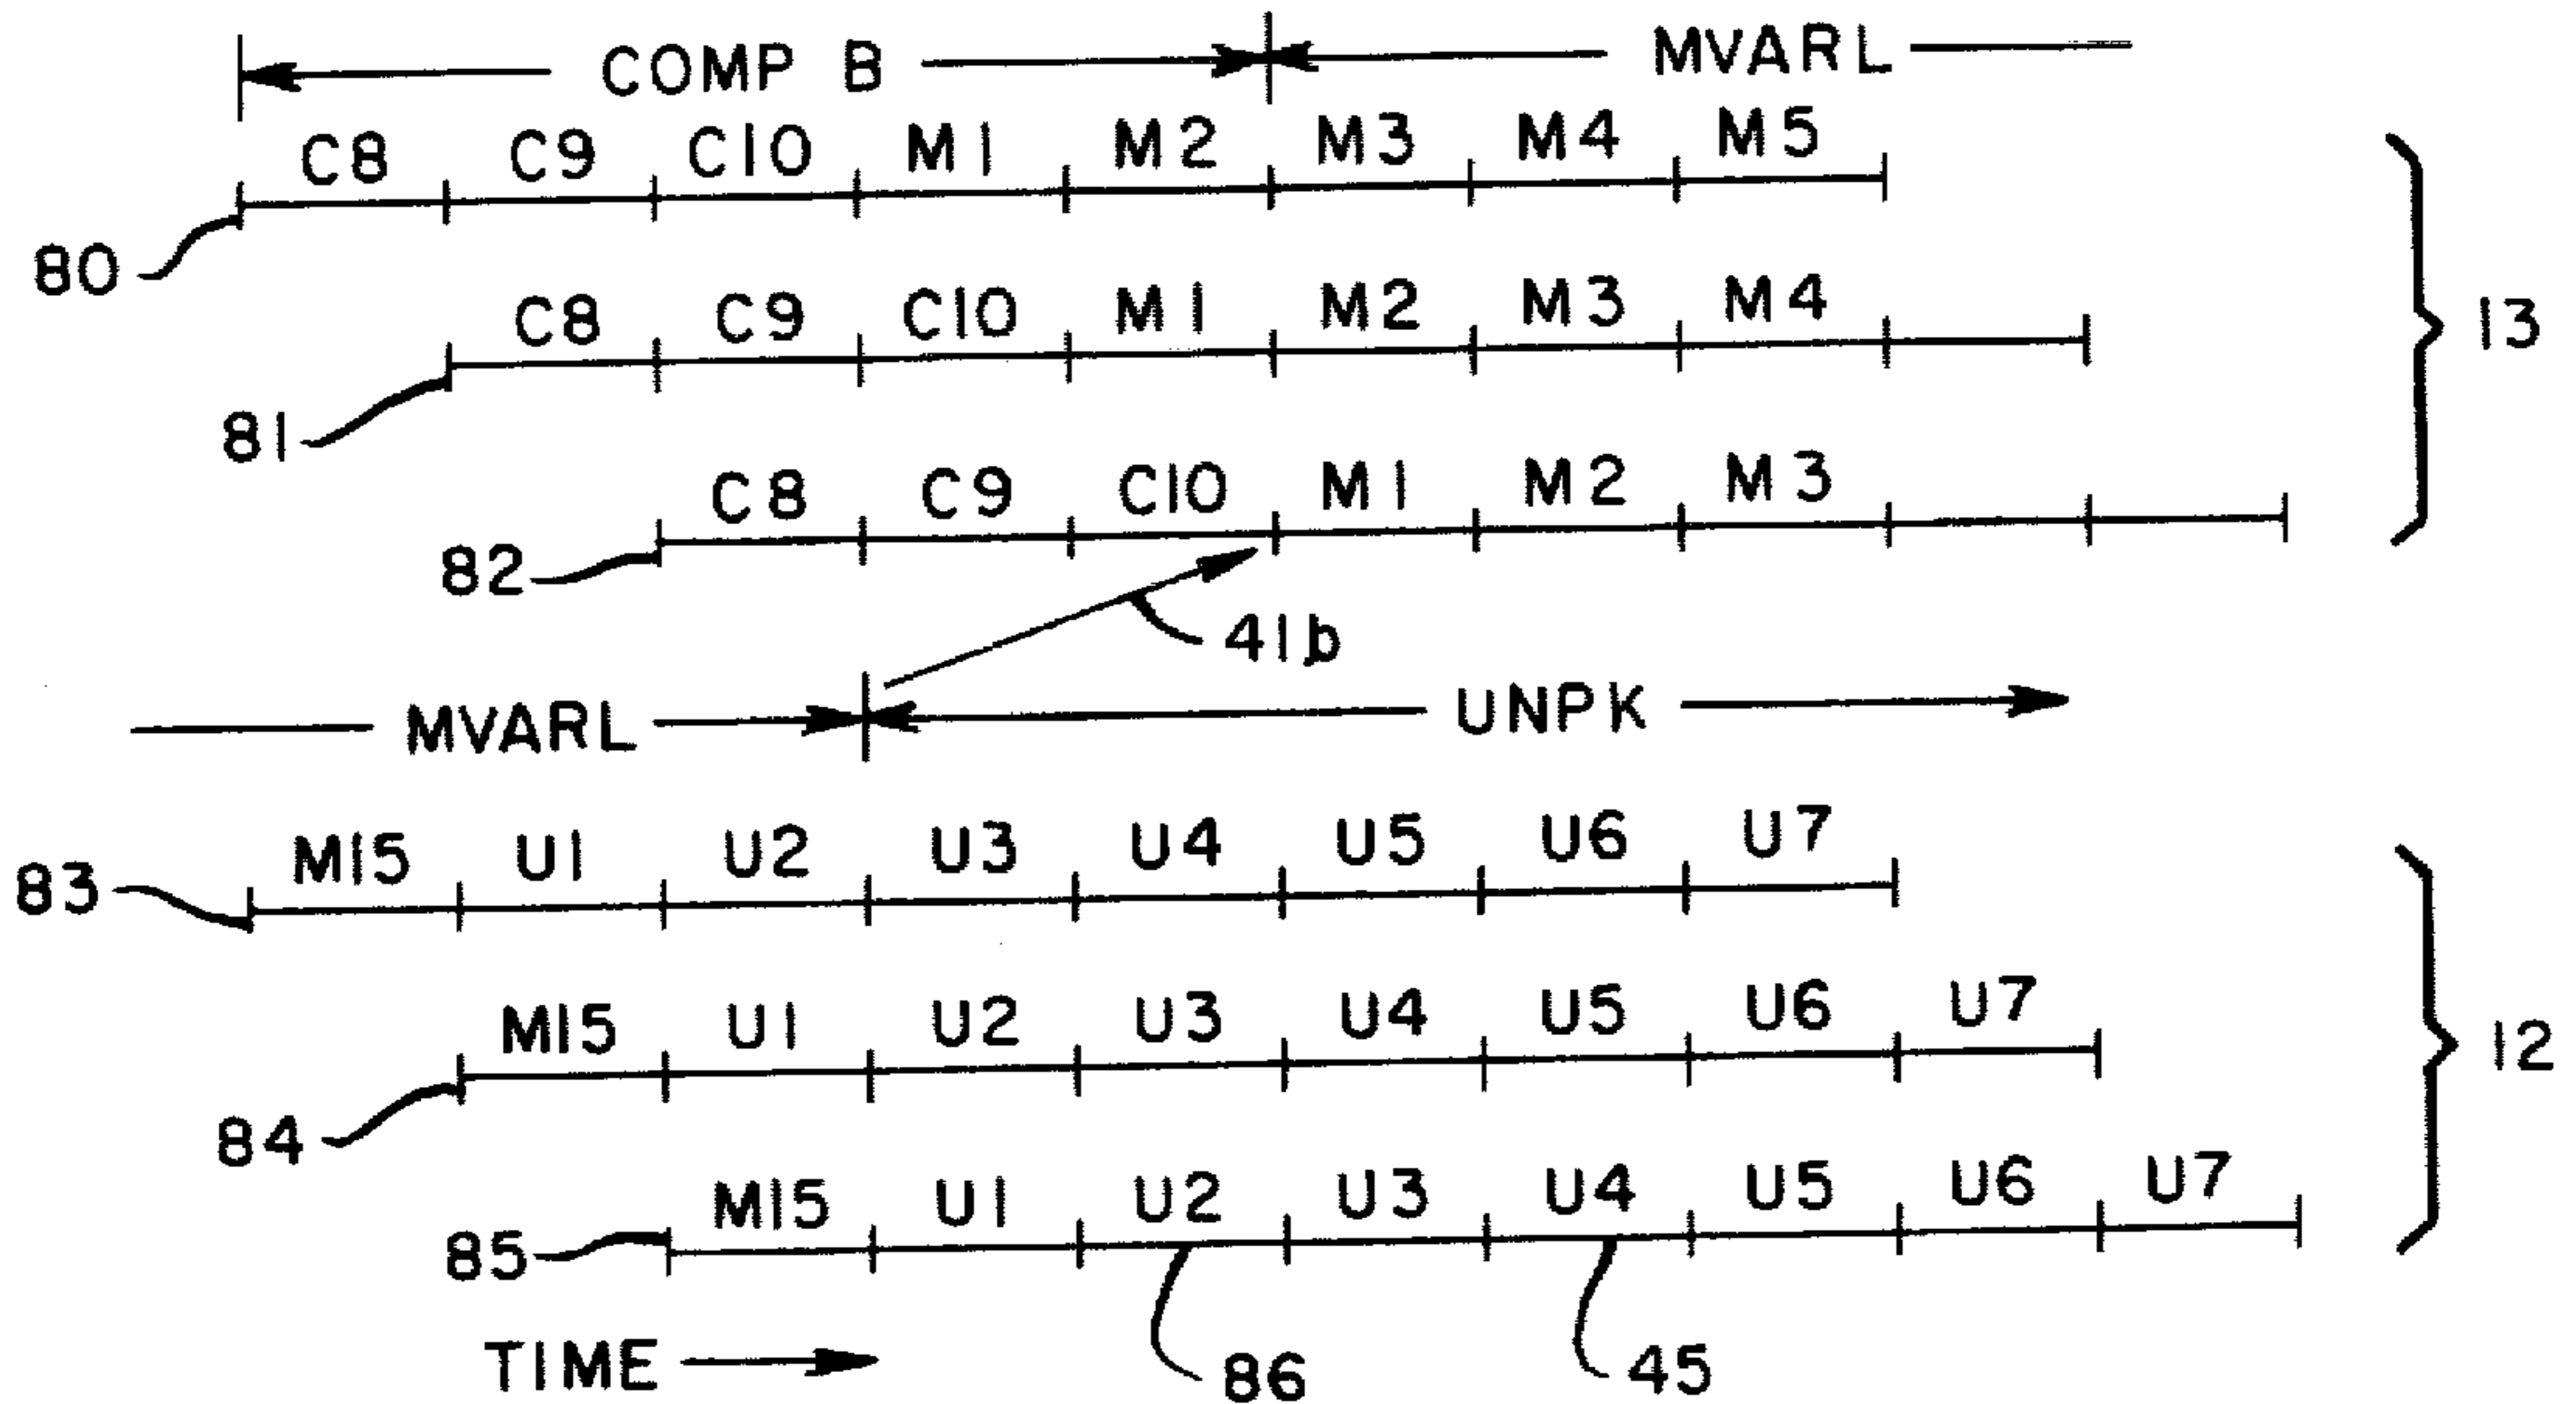 COMP B MVARL
C8 C9 C10 M1 M2 M3 M4 M5
80
C8 C9 C10 M1 M2 M3 M4
13
81
C8 C9 C10 M1 M2 M3
82
41b
MVARL UNPK
83 M15 U1 U2 U3 U4 U5 U6 U7
M15 U1 U2 U3 U4 U5 U6 U7
12
84
M15 U1 U2 U3 U4 U5 U6 U7
85
TIME 86 45